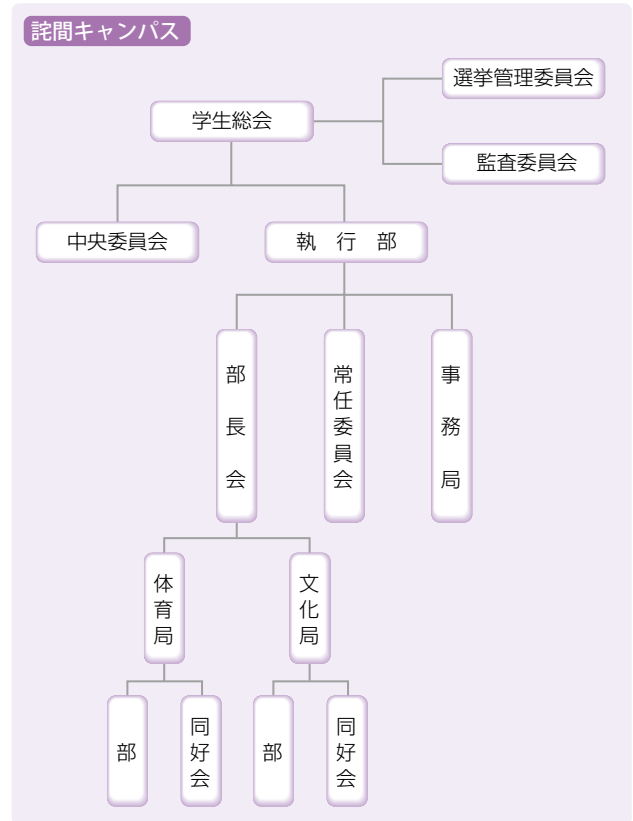 詫間キャンパス
選挙管理委員会
学生総会
監査委員会
中央委員会
執行部
部長会
常任委員会
事務局
体育局
文化局
部
同好会
部
同好会